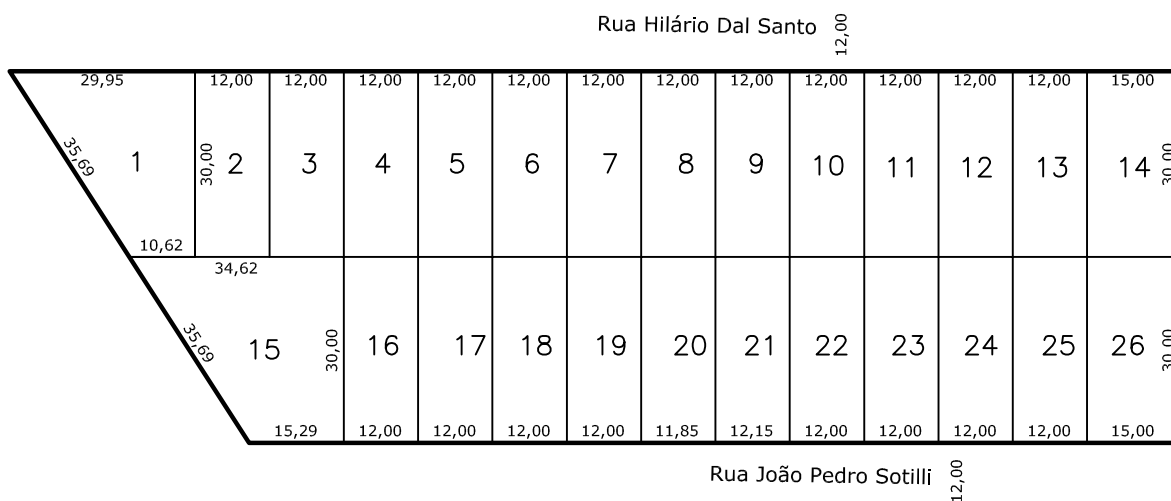 Rua Hilário Dal Santo 12,00
29,95 12,00 12,00 12,00 12,00 12,00 12,00 12,00 12,00 12,00 12,00 12,00 12,00 15,00
35,69 1 30,00 2 3 4 5 6 7 8 9 10 11 12 13 14 30,00
10,62
34,62
35,69 15 30,00 16 17 18 19 20 21 22 23 24 25 26 30,00
15,29 12,00 12,00 12,00 12,00 11,85 12,15 12,00 12,00 12,00 12,00 15,00
Rua João Pedro Sotilli 12,00